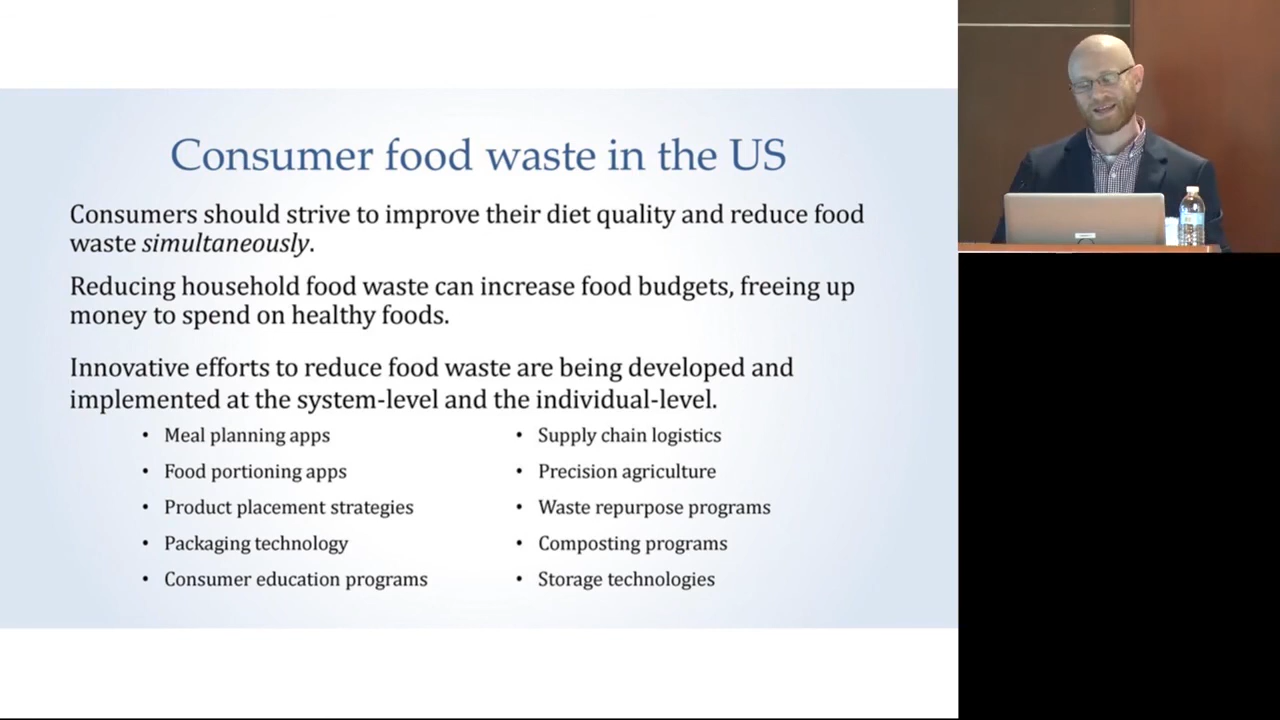 Consumer food waste in the US
Consumers should strive to improve their diet quality and reduce food
waste simultaneously.
Reducing household food waste can increase food budgets, freeing up
money to spend on healthy foods.
Innovative efforts to reduce food waste are being developed and
implemented at the system-level and the individual-level.
• Meal planning apps
• Food portioning apps
• Product placement strategies
• Packaging technology
• Consumer education programs
• Supply chain logistics
• Precision agriculture
• Waste repurpose programs
• Composting programs
• Storage technologies